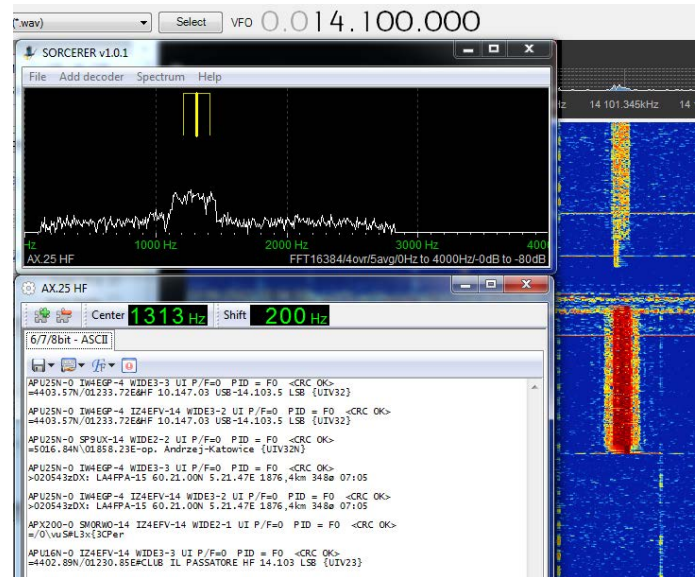 (*.wav) Select VFO 0.014.100.000
SORCERER v1.0.1
File Add decoder Spectrum Help
14 101.345kHz 14
Hz 1000 Hz 2000 Hz 3000 Hz 400
AX.25 HF FFT16384/4ovr/5avg/0Hz to 4000Hz/-0dB to -80dB
AX.25 HF
Center 1313 Hz Shift 200 Hz
6/7/8bit - ASCII
APU25N-0 IW4EGP-4 WIDE3-3 UI P/F=0 PID = F0 <CRC OK>
=4403.57N/01233.72E&HF 10.147.03 USB-14.103.5 LSB {UIV32}
APU25N-0 IW4EGP-4 IZ4EFV-14 WIDE3-2 UI P/F=0 PID = F0 <CRC OK>
=4403.57N/01233.72E&HF 10.147.03 USB-14.103.5 LSB {UIV32}
APU25N-0 SP9UX-14 WIDE2-2 UI P/F=0 PID = F0 <CRC OK>
=5016.84N\01858.23E-op. Andrzej-Katowice {UIV32N}
APU25N-0 IW4EGP-4 WIDE3-3 UI P/F=0 PID = F0 <CRC OK>
>020543zDX: LA4FPA-15 60.21.00N 5.21.47E 1876,4km 348ø 07:05
APU25N-0 IW4EGP-4 IZ4EFV-14 WIDE3-2 UI P/F=0 PID = F0 <CRC OK>
>020543zDX: LA4FPA-15 60.21.00N 5.21.47E 1876,4km 348ø 07:05
APX200-0 SM0RWO-14 IZ4EFV-14 WIDE2-1 UI P/F=0 PID = F0 <CRC OK>
=/0\vuS#L3x{3CPer
APU16N-0 IZ4EFV-14 WIDE3-3 UI P/F=0 PID = F0 <CRC OK>
=4402.89N/01230.85E#CLUB IL PASSATORE HF 14.103 LSB {UIV23}